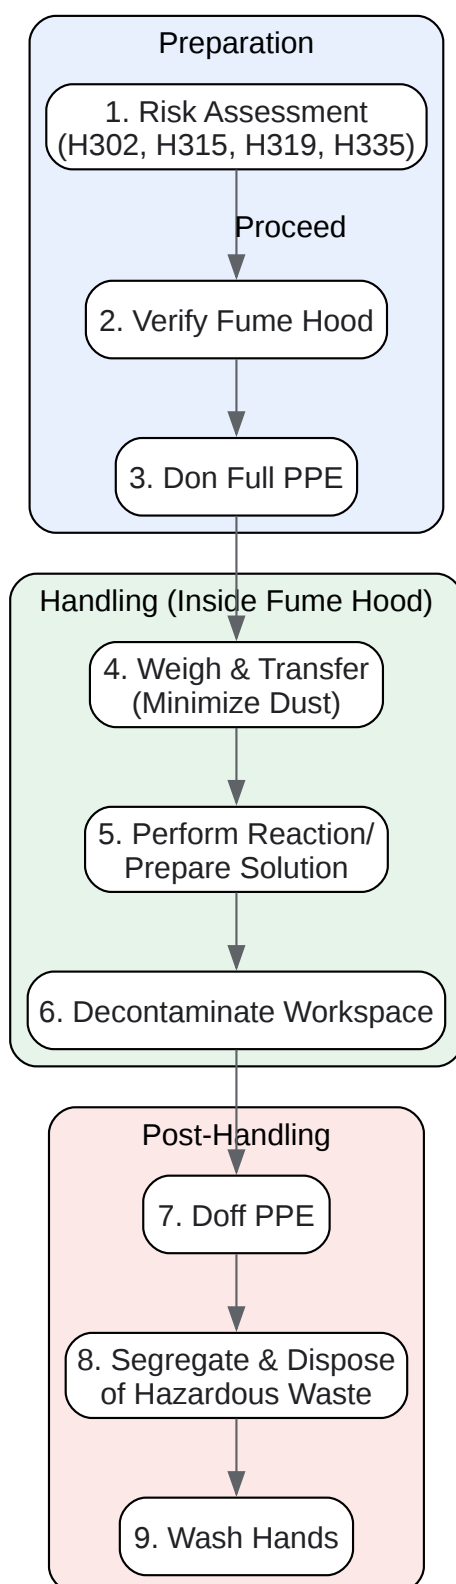 Preparation
1. Risk Assessment
(H302, H315, H319, H335)
Proceed
2. Verify Fume Hood
3. Don Full PPE
Handling (Inside Fume Hood)
4. Weigh & Transfer
(Minimize Dust)
5. Perform Reaction/
Prepare Solution
6. Decontaminate Workspace
Post-Handling
7. Doff PPE
8. Segregate & Dispose
of Hazardous Waste
9. Wash Hands